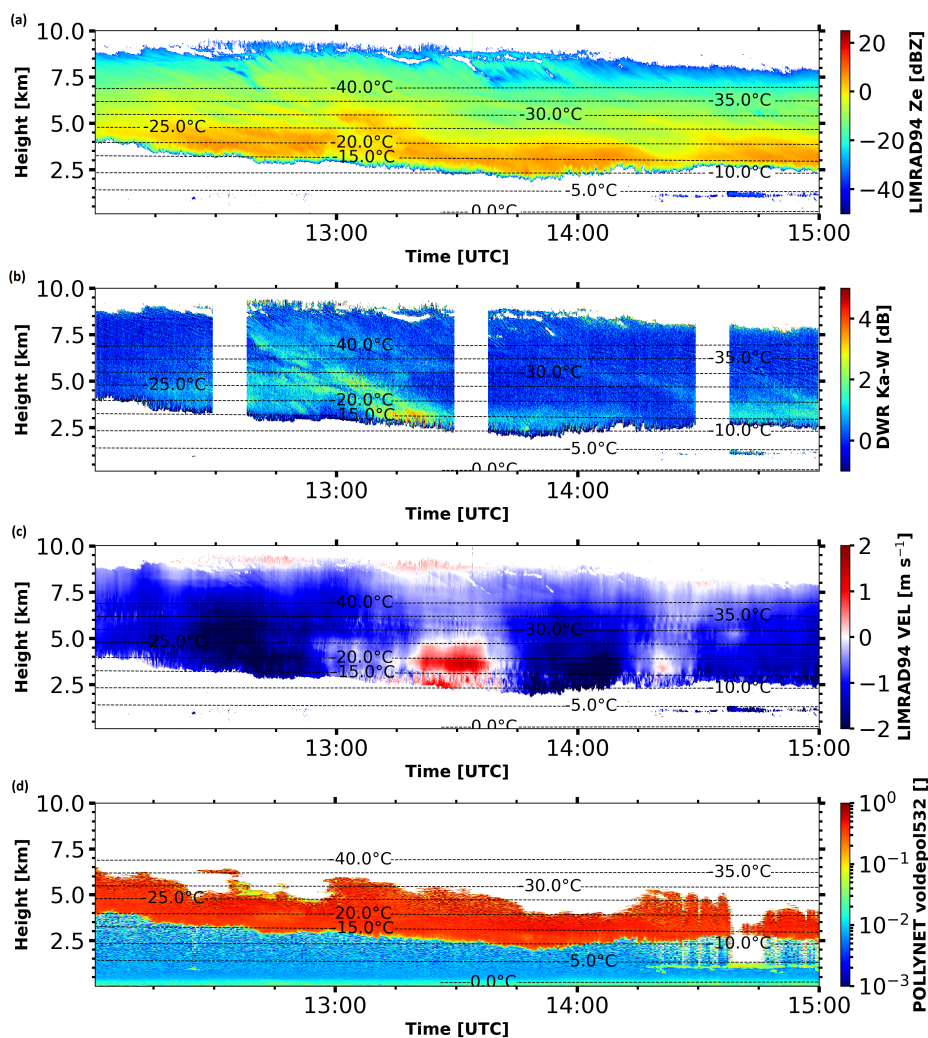 (a)
10.0
7.5
5.0
2.5
Height [km]
-40.0°C
-35.0°C
-30.0°C
-25.0°C
-20.0°C
-15.0°C
-10.0°C
-5.0°C
0.0°C
13:00
14:00
15:00
Time [UTC]
20
0
−20
−40
LIMRAD94 Ze [dBZ]
(b)
10.0
7.5
5.0
2.5
Height [km]
-40.0°C
-35.0°C
-30.0°C
-25.0°C
-20.0°C
-15.0°C
-10.0°C
-5.0°C
0.0°C
13:00
14:00
15:00
Time [UTC]
4
2
0
DWR Ka-W [dB]
(c)
10.0
7.5
5.0
2.5
Height [km]
-40.0°C
-35.0°C
-30.0°C
-25.0°C
-20.0°C
-15.0°C
-10.0°C
-5.0°C
0.0°C
13:00
14:00
15:00
Time [UTC]
2
1
0
−1
−2
LIMRAD94 VEL [m s⁻¹]
(d)
10.0
7.5
5.0
2.5
Height [km]
-40.0°C
-35.0°C
-30.0°C
-25.0°C
-20.0°C
-15.0°C
-10.0°C
-5.0°C
0.0°C
13:00
14:00
15:00
Time [UTC]
10⁰
10⁻¹
10⁻²
10⁻³
POLLYNET voldepol532 []